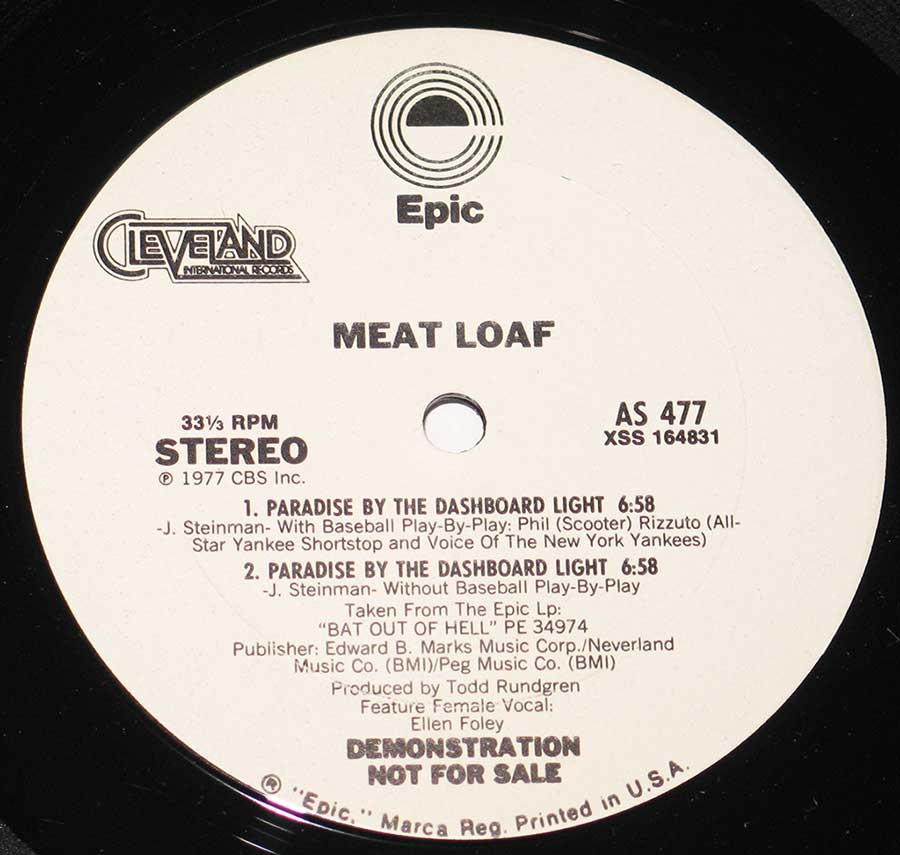 Epic
CLEVELAND
INTERNATIONAL RECORDS
MEAT LOAF
33⅓ RPM
STEREO
℗ 1977 CBS Inc.
AS 477
XSS 164831
1. PARADISE BY THE DASHBOARD LIGHT 6:58
-J. Steinman- With Baseball Play-By-Play: Phil (Scooter) Rizzuto (All-
Star Yankee Shortstop and Voice Of The New York Yankees)
2. PARADISE BY THE DASHBOARD LIGHT 6:58
-J. Steinman- Without Baseball Play-By-Play
Taken From The Epic Lp:
"BAT OUT OF HELL" PE 34974
Publisher: Edward B. Marks Music Corp./Neverland
Music Co. (BMI)/Peg Music Co. (BMI)
Produced by Todd Rundgren
Feature Female Vocal:
Ellen Foley
DEMONSTRATION
NOT FOR SALE
® "Epic," Marca Reg. Printed in U.S.A.